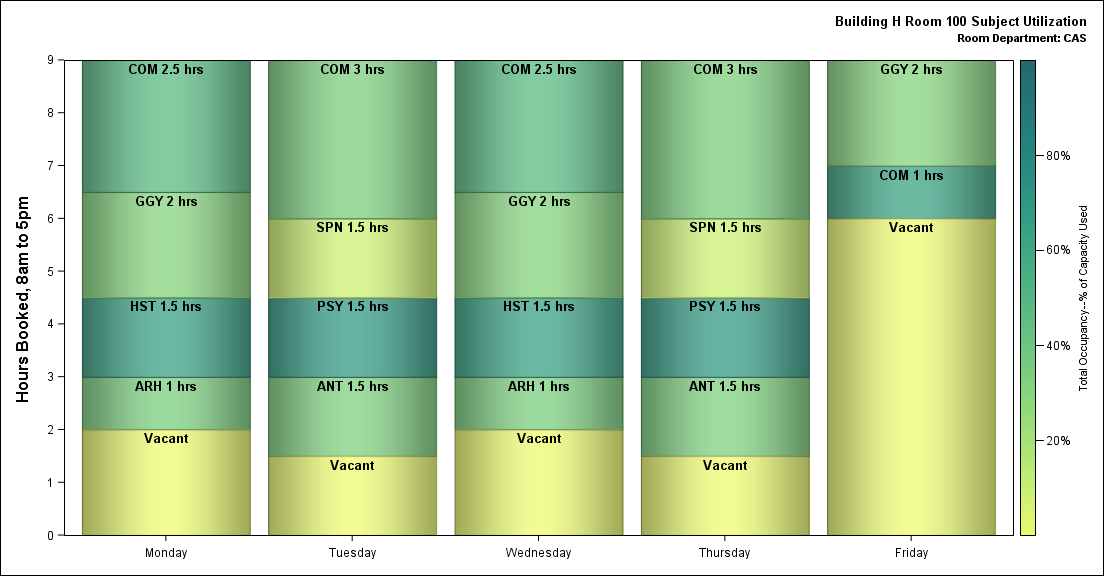 Building H Room 100 Subject Utilization
Room Department: CAS
Hours Booked, 8am to 5pm
9
8
7
6
5
4
3
2
1
0
COM 2.5 hrs
GGY 2 hrs
HST 1.5 hrs
ARH 1 hrs
Vacant
Monday
COM 3 hrs
SPN 1.5 hrs
PSY 1.5 hrs
ANT 1.5 hrs
Vacant
Tuesday
COM 2.5 hrs
GGY 2 hrs
HST 1.5 hrs
ARH 1 hrs
Vacant
Wednesday
COM 3 hrs
SPN 1.5 hrs
PSY 1.5 hrs
ANT 1.5 hrs
Vacant
Thursday
GGY 2 hrs
COM 1 hrs
Vacant
Friday
80%
60%
40%
20%
Total Occupancy--% of Capacity Used